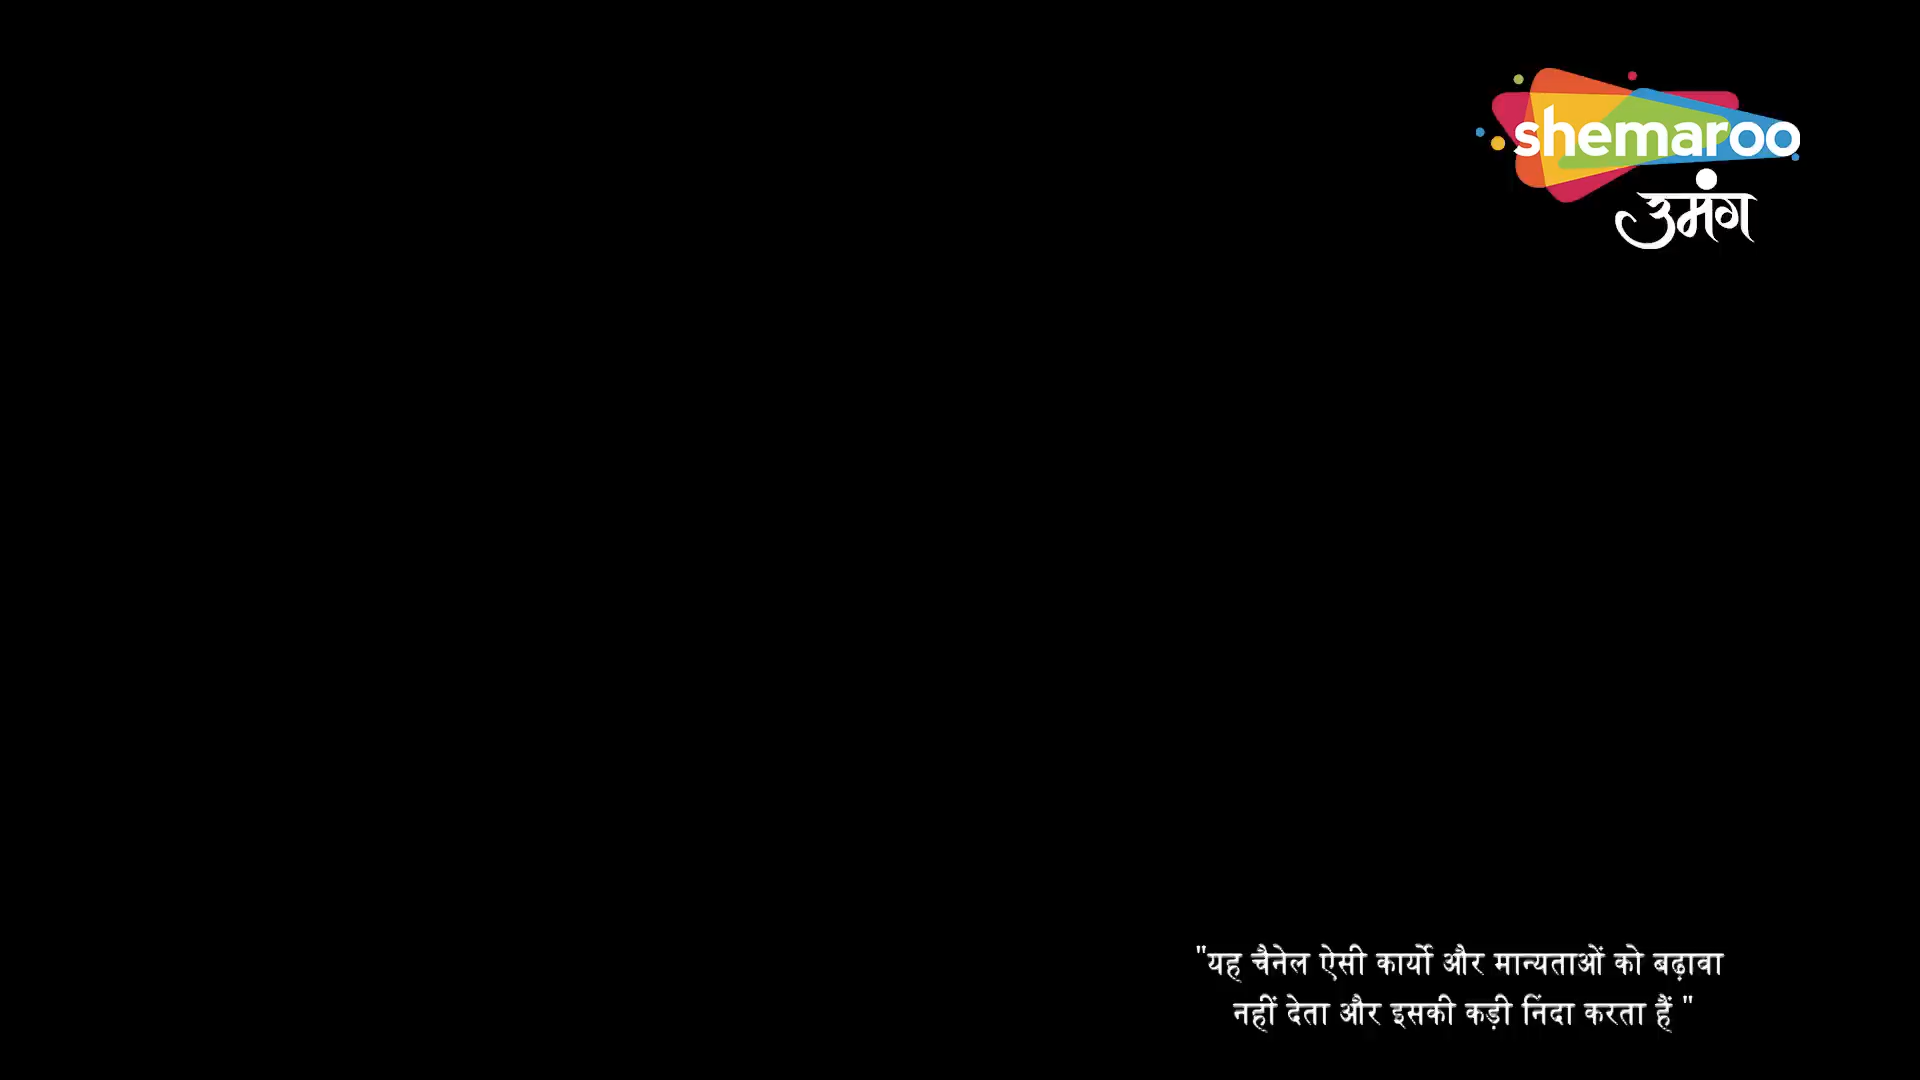 shemaroo
उमंग
"यह चैनेल ऐसी कार्यो और मान्यताओं को बढ़ावा
नहीं देता और इसकी कड़ी निंदा करता हैं "